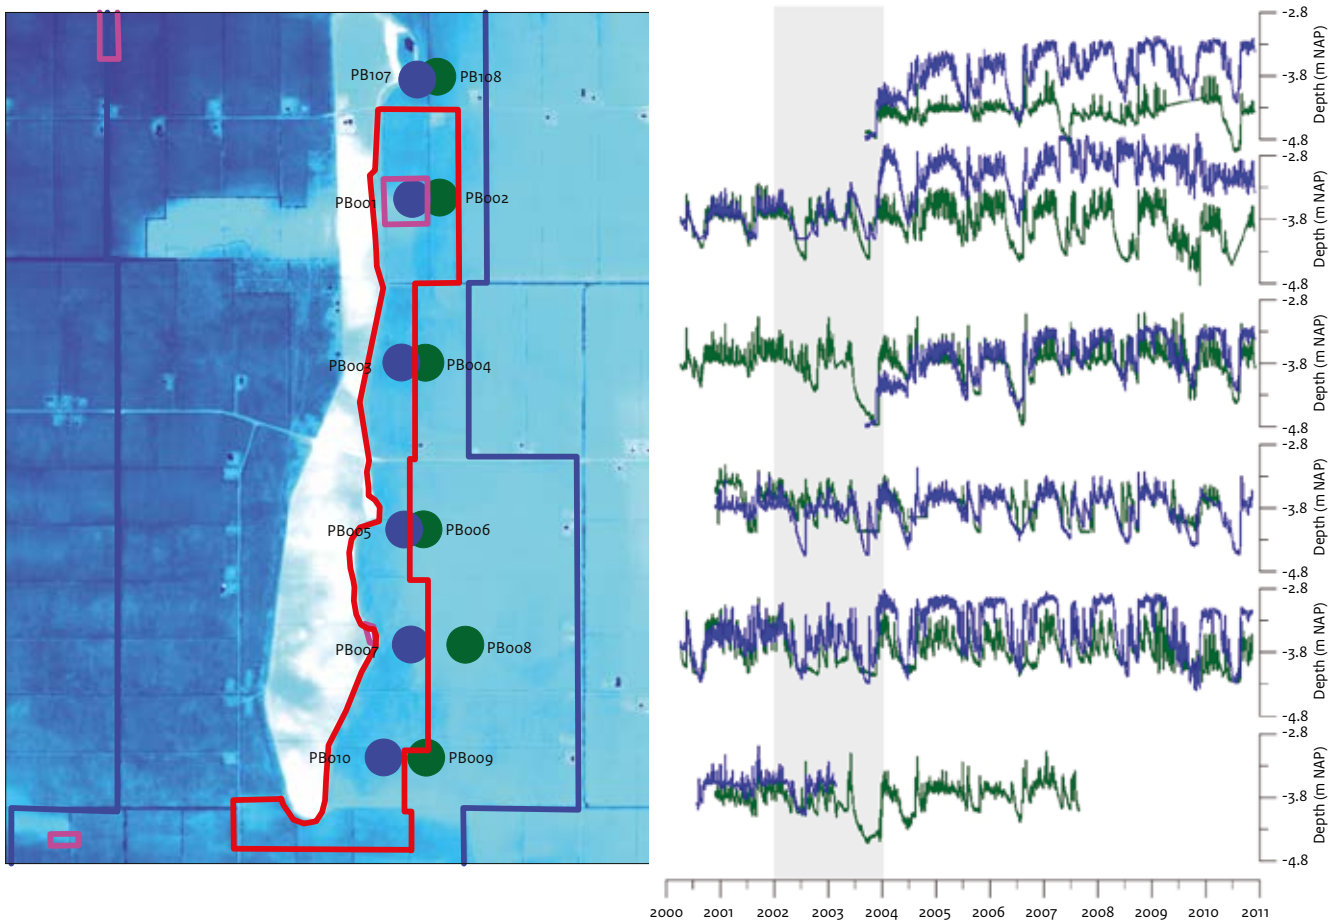 PB107
PB108
PB001
PB002
PB003
PB004
PB005
PB006
PB007
PB008
PB010
PB009
-2.8
-3.8
-4.8
Depth (m NAP)
-2.8
-3.8
-4.8
Depth (m NAP)
-2.8
-3.8
-4.8
Depth (m NAP)
-2.8
-3.8
-4.8
Depth (m NAP)
-2.8
-3.8
-4.8
Depth (m NAP)
-2.8
-3.8
-4.8
Depth (m NAP)
2000 2001 2002 2003 2004 2005 2006 2007 2008 2009 2010 2011